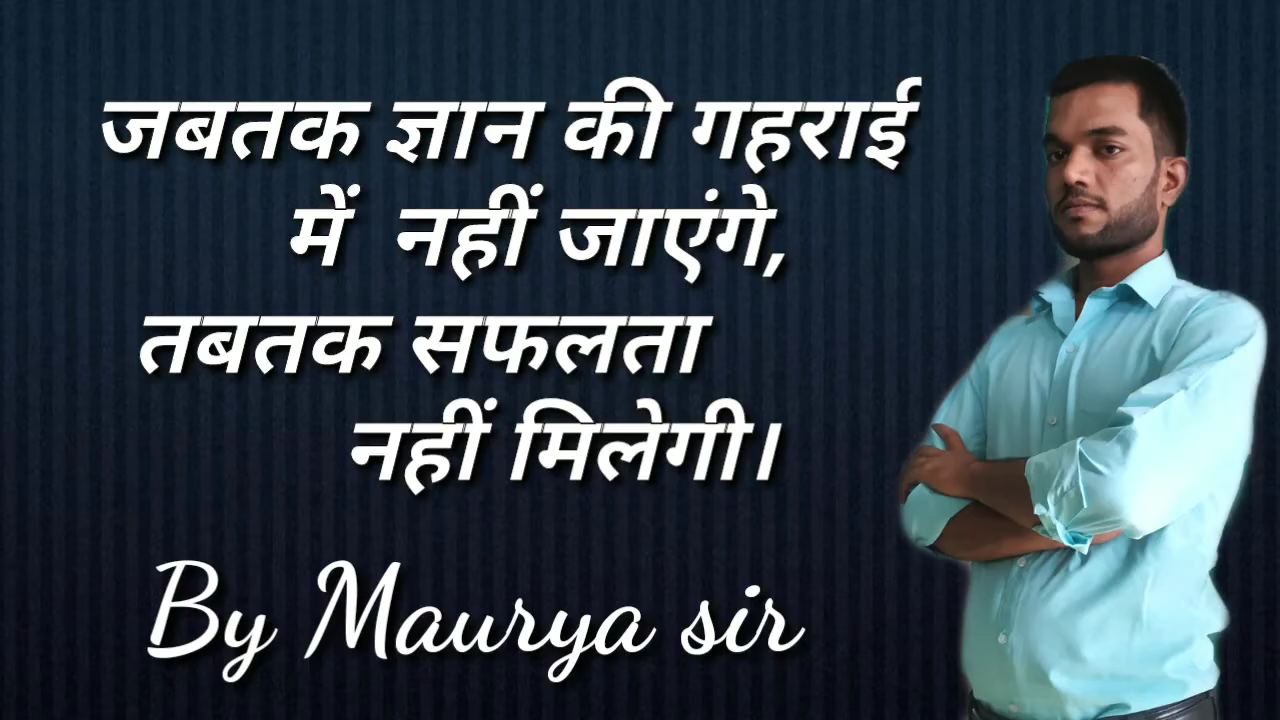 जबतक ज्ञान की गहराई
में नहीं जाएंगे,
तबतक सफलता
नहीं मिलेगी।
By Maurya sir